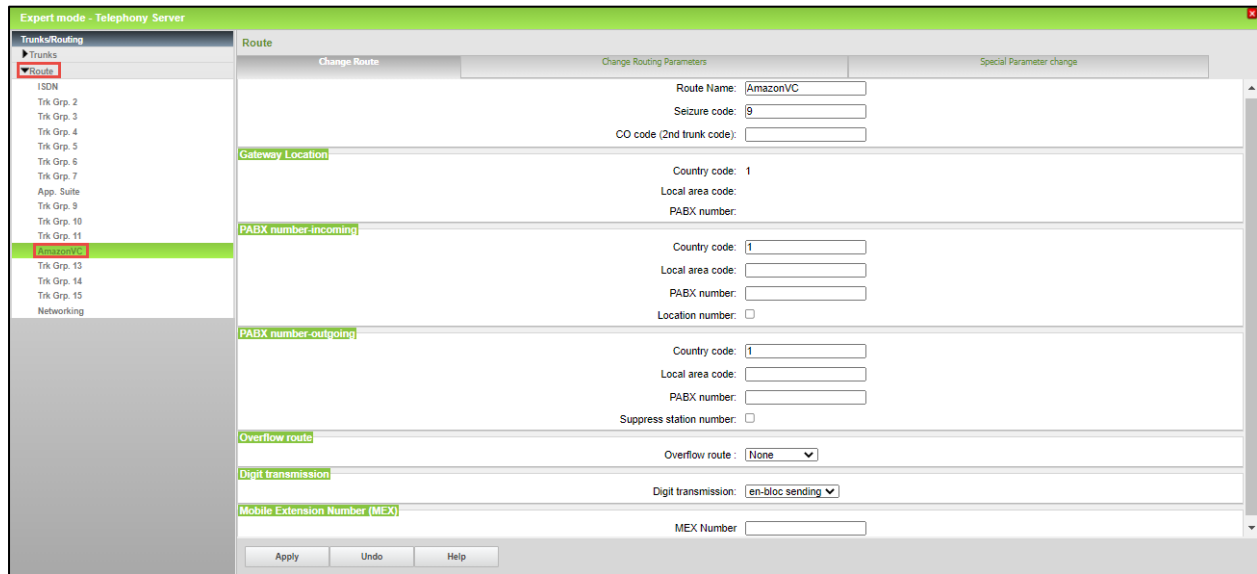 Expert mode - Telephony Server
Trunks/Routing
Trunks
Route
ISDN
Trk Grp. 2
Trk Grp. 3
Trk Grp. 4
Trk Grp. 5
Trk Grp. 6
Trk Grp. 7
App. Suite
Trk Grp. 9
Trk Grp. 10
Trk Grp. 11
AmazonVC
Trk Grp. 13
Trk Grp. 14
Trk Grp. 15
Networking
Route
Change Route Change Routing Parameters Special Parameter change
Route Name: AmazonVC
Seizure code: 9
CO code (2nd trunk code):
Gateway Location
Country code: 1
Local area code:
PABX number:
PABX number-incoming
Country code: 1
Local area code:
PABX number:
Location number:
PABX number-outgoing
Country code: 1
Local area code:
PABX number:
Suppress station number:
Overflow route
Overflow route : None
Digit transmission
Digit transmission: en-bloc sending
Mobile Extension Number (MEX)
MEX Number
Apply Undo Help